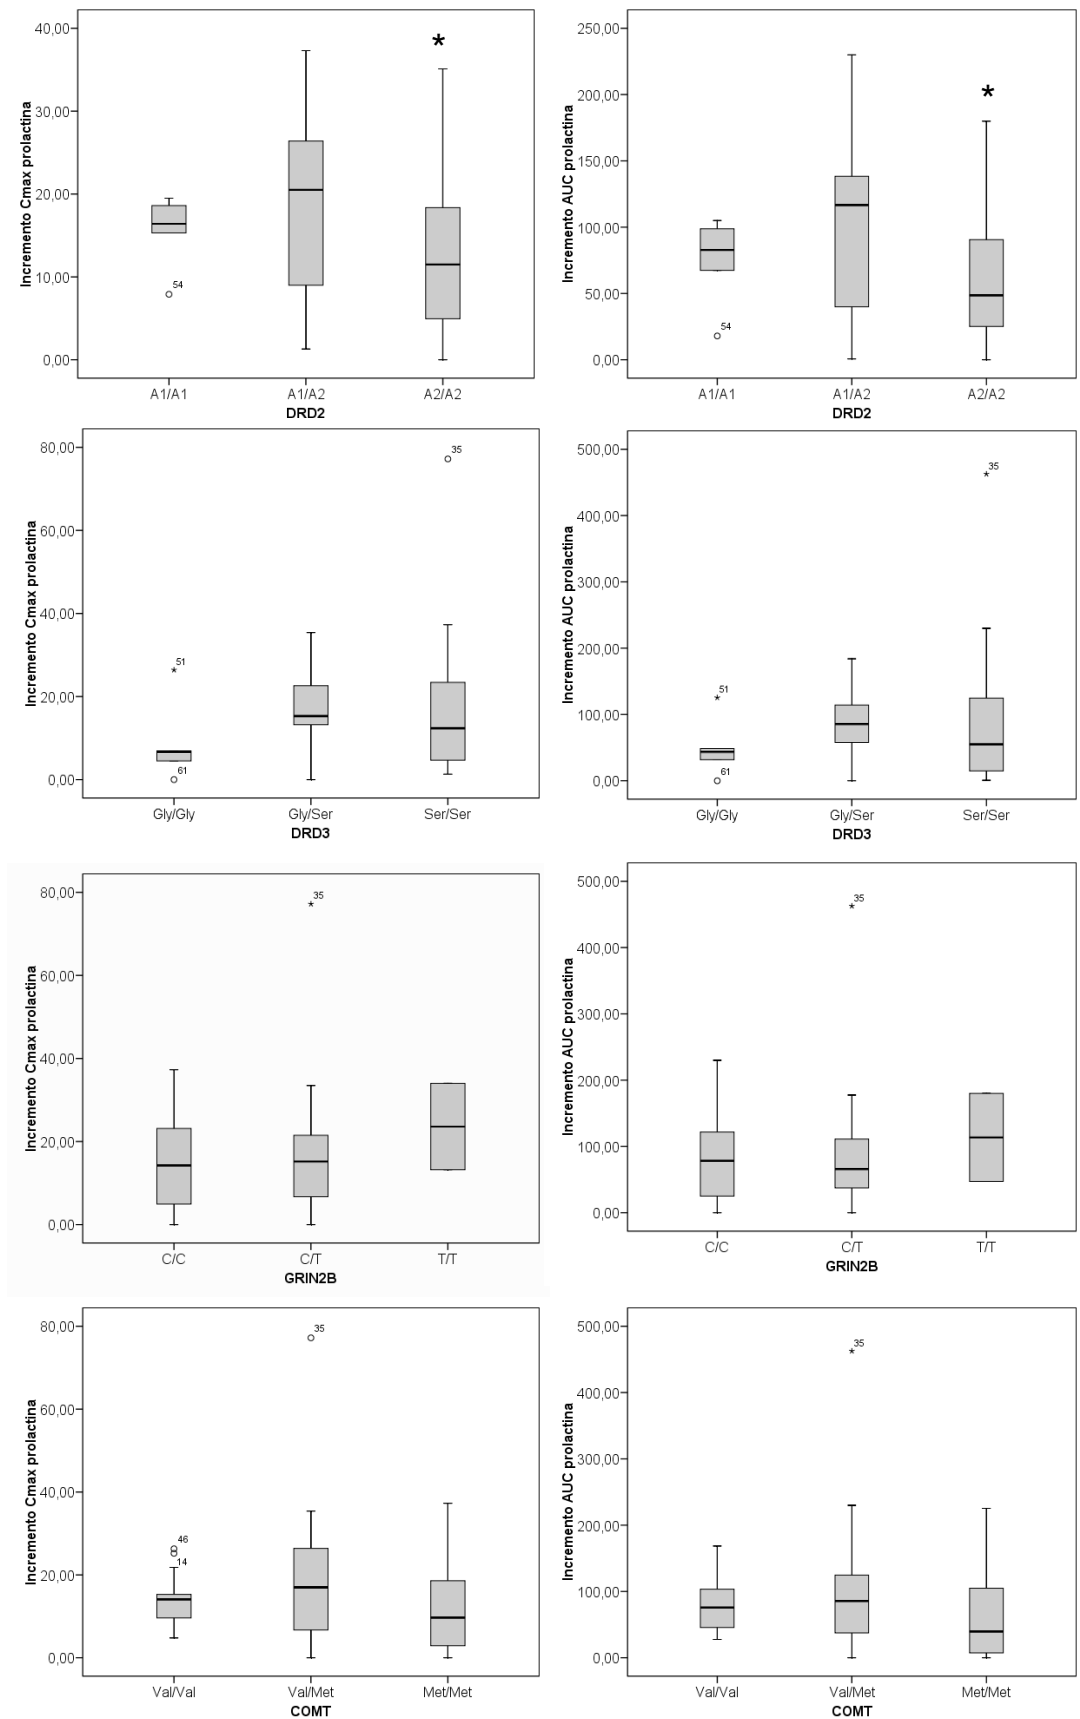 Incremento Cmax prolactina
40,00
30,00
20,00
10,00
0,00
*
54
A1/A1 A1/A2 A2/A2
DRD2
Incremento AUC prolactina
250,00
200,00
150,00
100,00
50,00
0,00
*
54
A1/A1 A1/A2 A2/A2
DRD2
Incremento Cmax prolactina
80,00
60,00
40,00
20,00
0,00
35
51
61
Gly/Gly Gly/Ser Ser/Ser
DRD3
Incremento AUC prolactina
500,00
400,00
300,00
200,00
100,00
0,00
35
51
61
Gly/Gly Gly/Ser Ser/Ser
DRD3
Incremento Cmax prolactina
80,00
60,00
40,00
20,00
0,00
35
C/C C/T T/T
GRIN2B
Incremento AUC prolactina
500,00
400,00
300,00
200,00
100,00
0,00
35
C/C C/T T/T
GRIN2B
Incremento Cmax prolactina
80,00
60,00
40,00
20,00
0,00
35
46
14
Val/Val Val/Met Met/Met
COMT
Incremento AUC prolactina
500,00
400,00
300,00
200,00
100,00
0,00
35
Val/Val Val/Met Met/Met
COMT